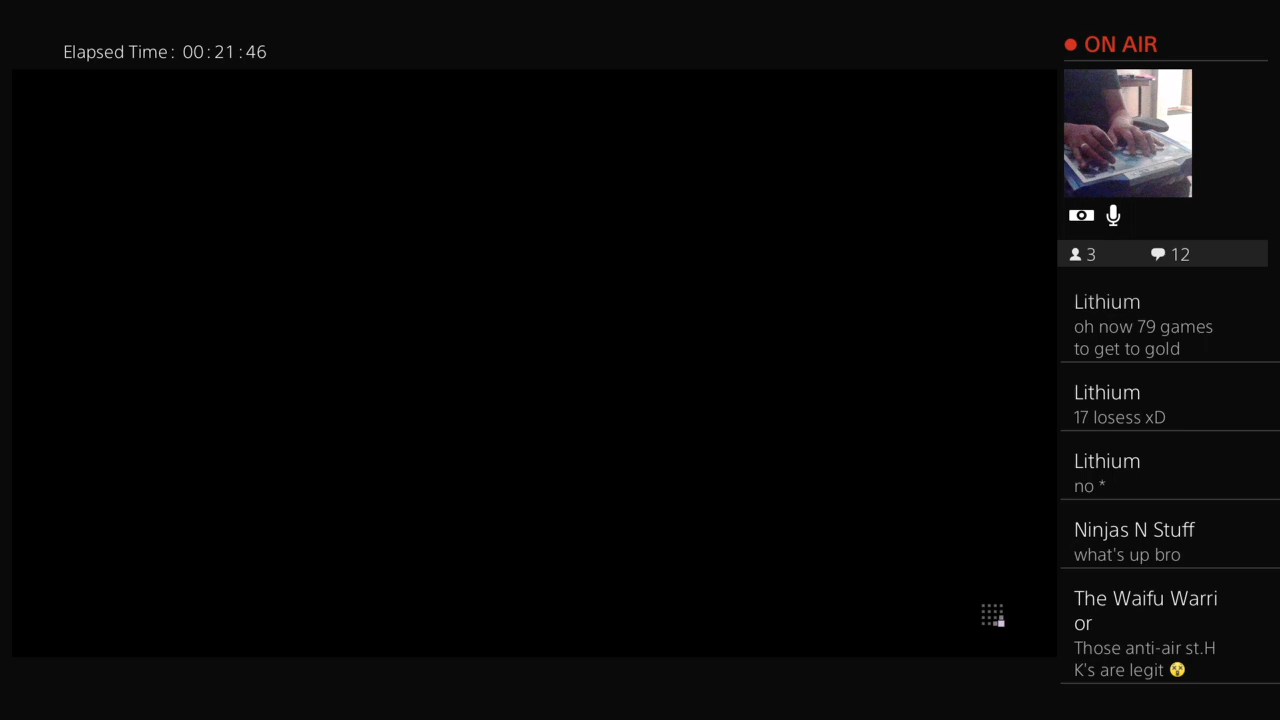 Elapsed Time: 00:21:46
ON AIR
3
12
Lithium
oh now 79 games
to get to gold
Lithium
17 losess xD
Lithium
no *
Ninjas N Stuff
what's up bro
The Waifu Warri
or
Those anti-air st.H
K's are legit 😵